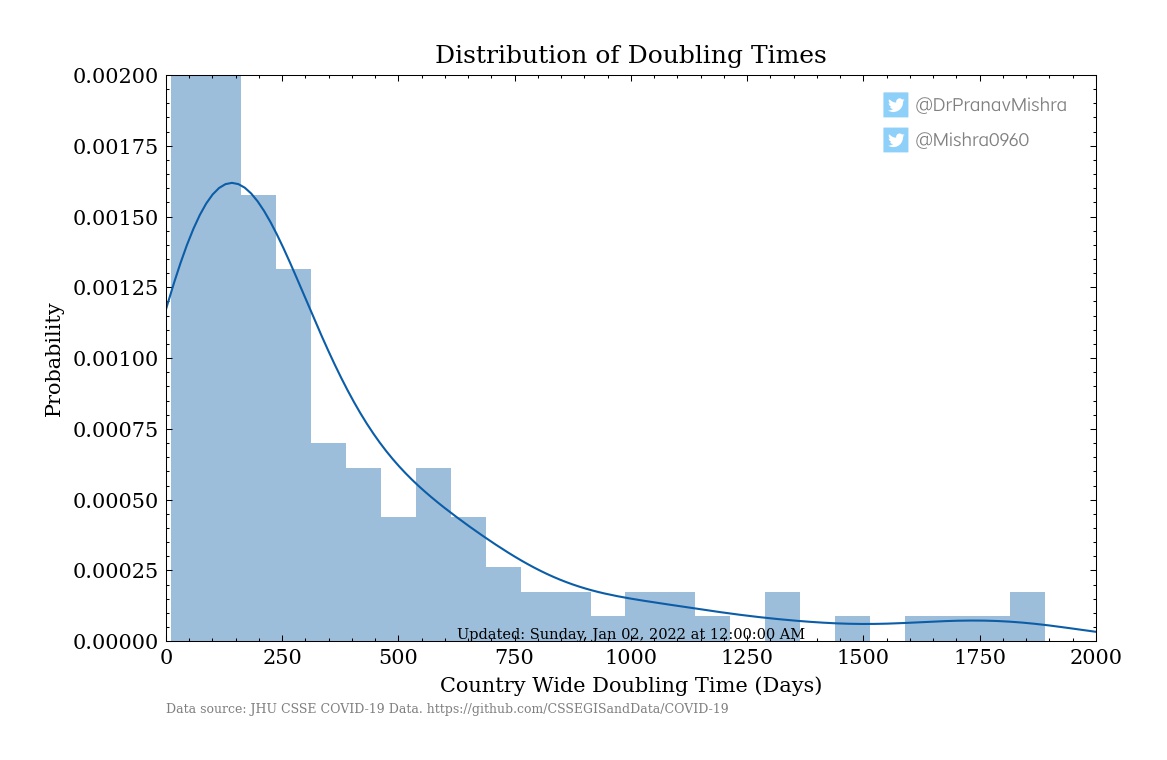 Distribution of Doubling Times
@DrPranavMishra
@Mishra0960
0.00200
0.00175
0.00150
0.00125
0.00100
0.00075
0.00050
0.00025
0.00000
Probability
Updated: Sunday, Jan 02, 2022 at 12:00:00 AM
0 250 500 750 1000 1250 1500 1750 2000
Country Wide Doubling Time (Days)
Data source: JHU CSSE COVID-19 Data. https://github.com/CSSEGISandData/COVID-19